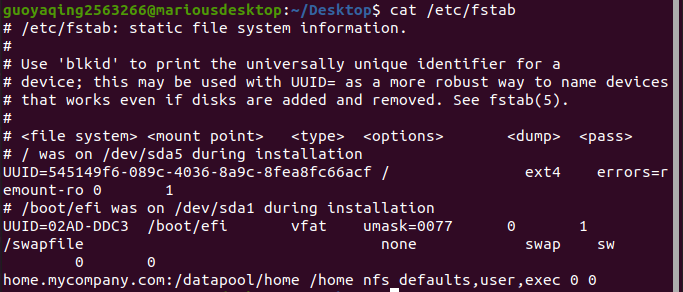 guoyaqing2563266@mariousdesktop:~/Desktop$ cat /etc/fstab
# /etc/fstab: static file system information.
#
# Use 'blkid' to print the universally unique identifier for a
# device; this may be used with UUID= as a more robust way to name devices
# that works even if disks are added and removed. See fstab(5).
#
# <file system> <mount point>   <type>  <options>       <dump>  <pass>
# / was on /dev/sda5 during installation
UUID=545149f6-089c-4036-8a9c-8fea8fc66acf /               ext4    errors=r
emount-ro 0       1
# /boot/efi was on /dev/sda1 during installation
UUID=02AD-DDC3  /boot/efi       vfat    umask=0077      0       1
/swapfile                                 none            swap    sw
        0       0
home.mycompany.com:/datapool/home /home nfs defaults,user,exec 0 0